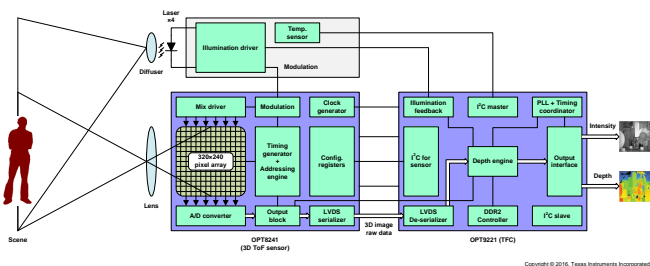 Laser
x4
Illumination driver
Temp.
sensor
Diffuser
Modulation
Mix driver
Modulation
Clock
generator
Illumination
feedback
I²C master
PLL + Timing
coordinator
Intensity
320x240
pixel array
Timing
generator
+
Addressing
engine
Config.
registers
I²C for
sensor
Depth engine
Output
interface
Depth
Lens
A/D converter
Output
block
LVDS
serializer
LVDS
De-serializer
DDR2
Controller
I²C slave
Scene
OPT8241
(3D ToF sensor)
3D image
raw data
OPT9221 (TFC)
Copyright © 2016, Texas Instruments Incorporated